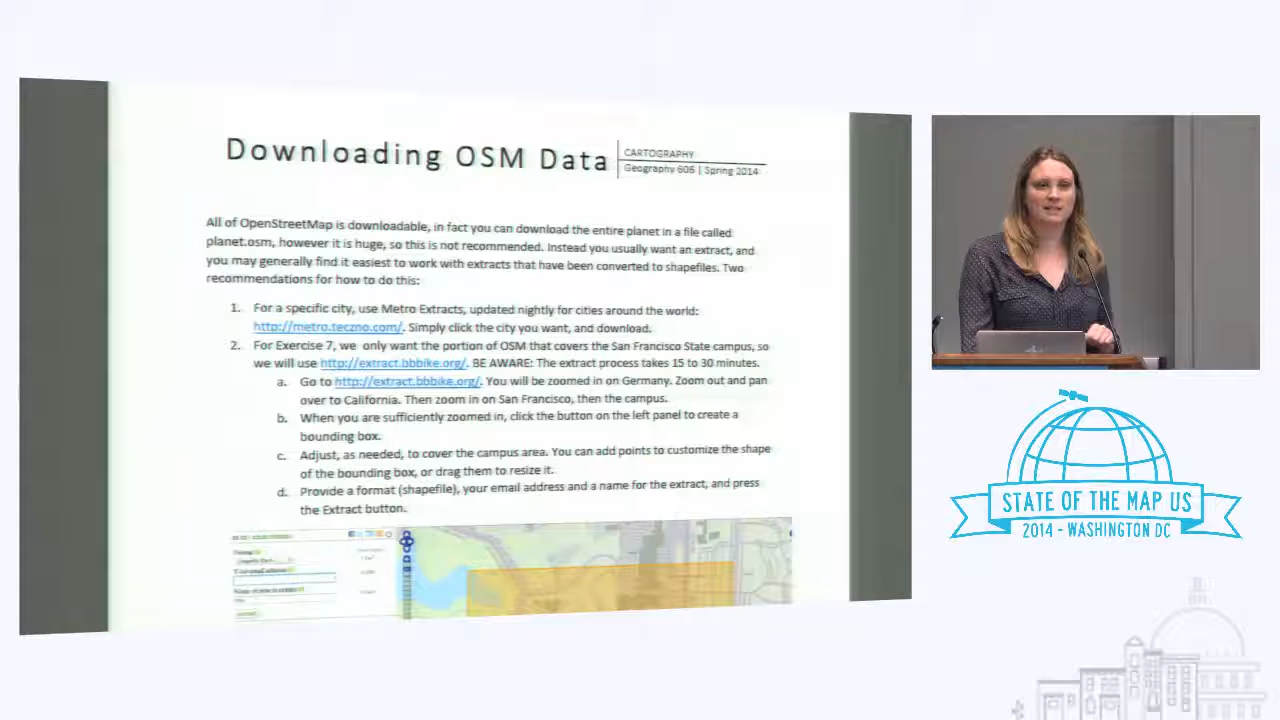 Downloading OSM Data
CARTOGRAPHY
Geography 606 | Spring 2014
All of OpenStreetMap is downloadable, in fact you can download the entire planet in a file called
planet.osm, however it is huge, so this is not recommended. Instead you usually want an extract, and
you may generally find it easiest to work with extracts that have been converted to shapefiles. Two
recommendations for how to do this:
1. For a specific city, use Metro Extracts, updated nightly for cities around the world:
http://metro.teczno.com/. Simply click the city you want, and download.
2. For Exercise 7, we only want the portion of OSM that covers the San Francisco State campus, so
we will use http://extract.bbbike.org/. BE AWARE: The extract process takes 15 to 30 minutes.
a. Go to http://extract.bbbike.org/. You will be zoomed in on Germany. Zoom out and pan
over to California. Then zoom in on San Francisco, then the campus.
b. When you are sufficiently zoomed in, click the button on the left panel to create a
bounding box.
c. Adjust, as needed, to cover the campus area. You can add points to customize the shape
of the bounding box, or drag them to resize it.
d. Provide a format (shapefile), your email address and a name for the extract, and press
the Extract button.
STATE OF THE MAP US
2014 - WASHINGTON DC